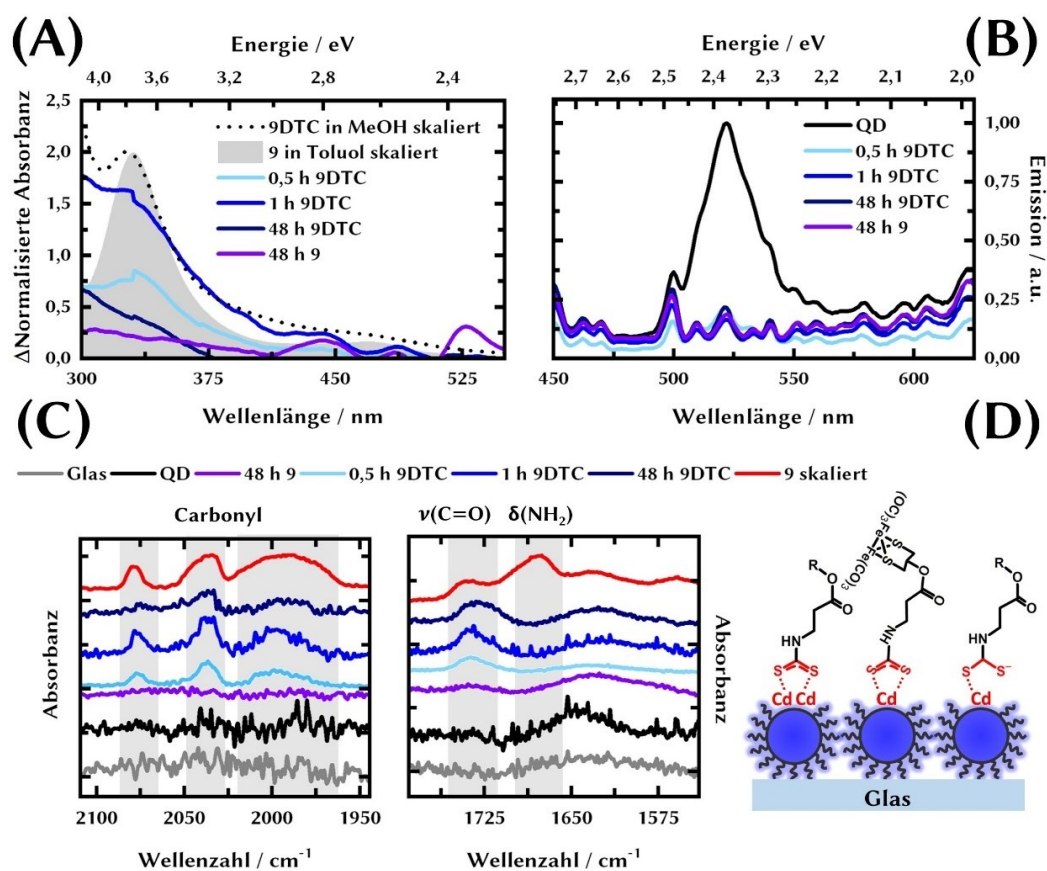 (A)
Energie / eV
4,0 3,6 3,2 2,8 2,4
ΔNormalisierte Absorbanz
2,5
2,0
1,5
1,0
0,5
0,0
9DTC in MeOH skaliert
9 in Toluol skaliert
0,5 h 9DTC
1 h 9DTC
48 h 9DTC
48 h 9
300 375 450 525
Wellenlänge / nm
(B)
Energie / eV
2,7 2,6 2,5 2,4 2,3 2,2 2,1 2,0
QD
0,5 h 9DTC
1 h 9DTC
48 h 9DTC
48 h 9
1,00
0,75
0,50
0,25
0,00
Emission / a.u.
450 500 550 600
Wellenlänge / nm
(C)
Glas QD 48 h 9 0,5 h 9DTC 1 h 9DTC 48 h 9DTC 9 skaliert
Carbonyl
ν(C=O) δ(NH₂)
Absorbanz
2100 2050 2000 1950
Wellenzahl / cm⁻¹
1725 1650 1575
Wellenzahl / cm⁻¹
Absorbanz
(D)
(OC)₃Fe
S
S
Fe(CO)₃
R
O
O
HN
S S
Cd Cd
O
O
NH
S S
Cd
R
O
O
HN
S S⁻
Cd
Glas